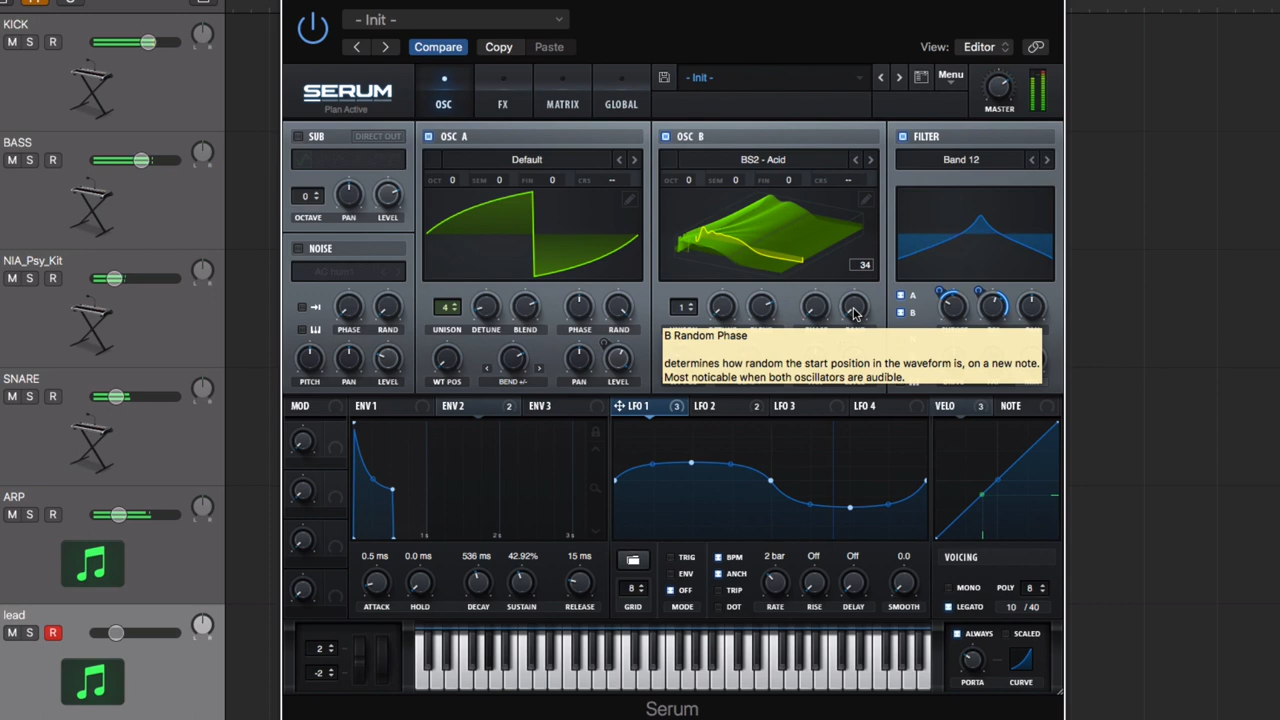 KICK
M S R
BASS
M S R
NIA_Psy_Kit
M S R
SNARE
M S R
ARP
M S R
lead
M S R
- Init -
Compare Copy Paste View: Editor
SERUM
Plan Active
OSC FX MATRIX GLOBAL
- Init -
Menu
MASTER
SUB DIRECT OUT
0
OCTAVE PAN LEVEL
NOISE
PHASE RAND
PITCH PAN LEVEL
OSC A
Default
OCT 0 SEM 0 FIN 0 CRS --
4
UNISON DETUNE BLEND PHASE RAND
WT POS BEND +/- PAN LEVEL
OSC B
BS2 - Acid
OCT 0 SEM 0 FIN 0 CRS --
34
1
B Random Phase
determines how random the start position in the waveform is, on a new note.
Most noticable when both oscillators are audible.
FILTER
Band 12
A
B
MOD ENV 1 ENV 2 2 ENV 3 LFO 1 3 LFO 2 2 LFO 3 LFO 4 VELO 3 NOTE
1s 2s 3s
0.5 ms 0.0 ms 536 ms 42.92% 15 ms
ATTACK HOLD DECAY SUSTAIN RELEASE
8
GRID
TRIG
ENV
OFF
MODE
BPM
ANCH
TRIP
DOT
2 bar Off Off 0.0
RATE RISE DELAY SMOOTH
VOICING
MONO POLY 8
LEGATO 10 / 40
2
-2
ALWAYS SCALED
PORTA CURVE
Serum